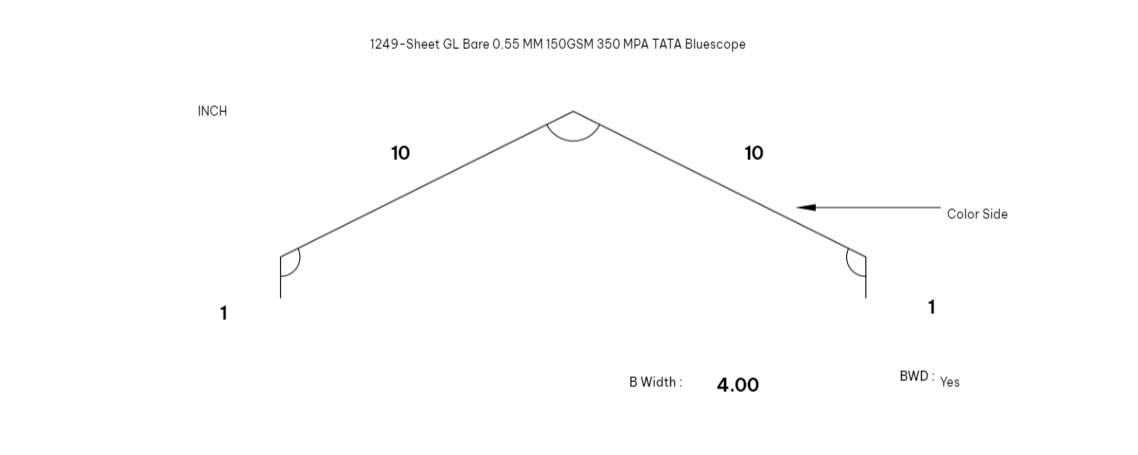 1249-Sheet GL Bare 0.55 MM 150GSM 350 MPA TATA Bluescope
INCH
10
10
Color Side
1
1
B Width :
4.00
BWD :
Yes